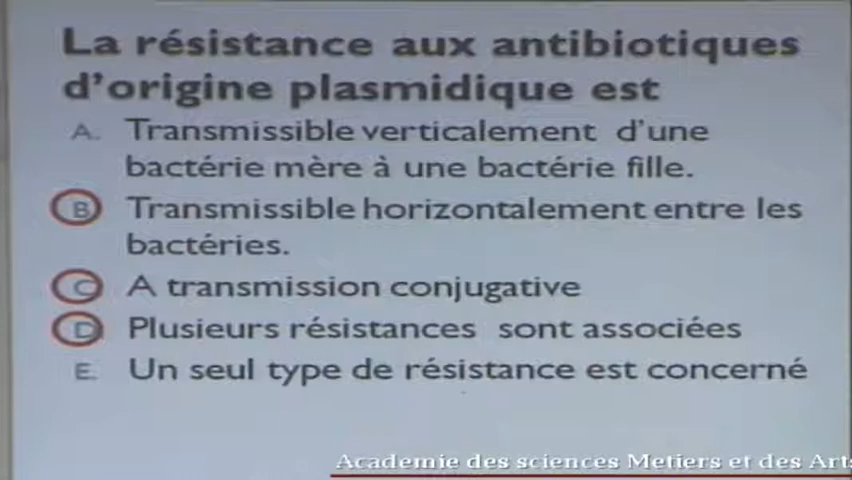 La résistance aux antibiotiques
d'origine plasmidique est
A. Transmissible verticalement d'une
bactérie mère à une bactérie fille.
B Transmissible horizontalement entre les
bactéries.
C A transmission conjugative
D Plusieurs résistances sont associées
E. Un seul type de résistance est concerné
Academie des sciences Metiers et des Arts